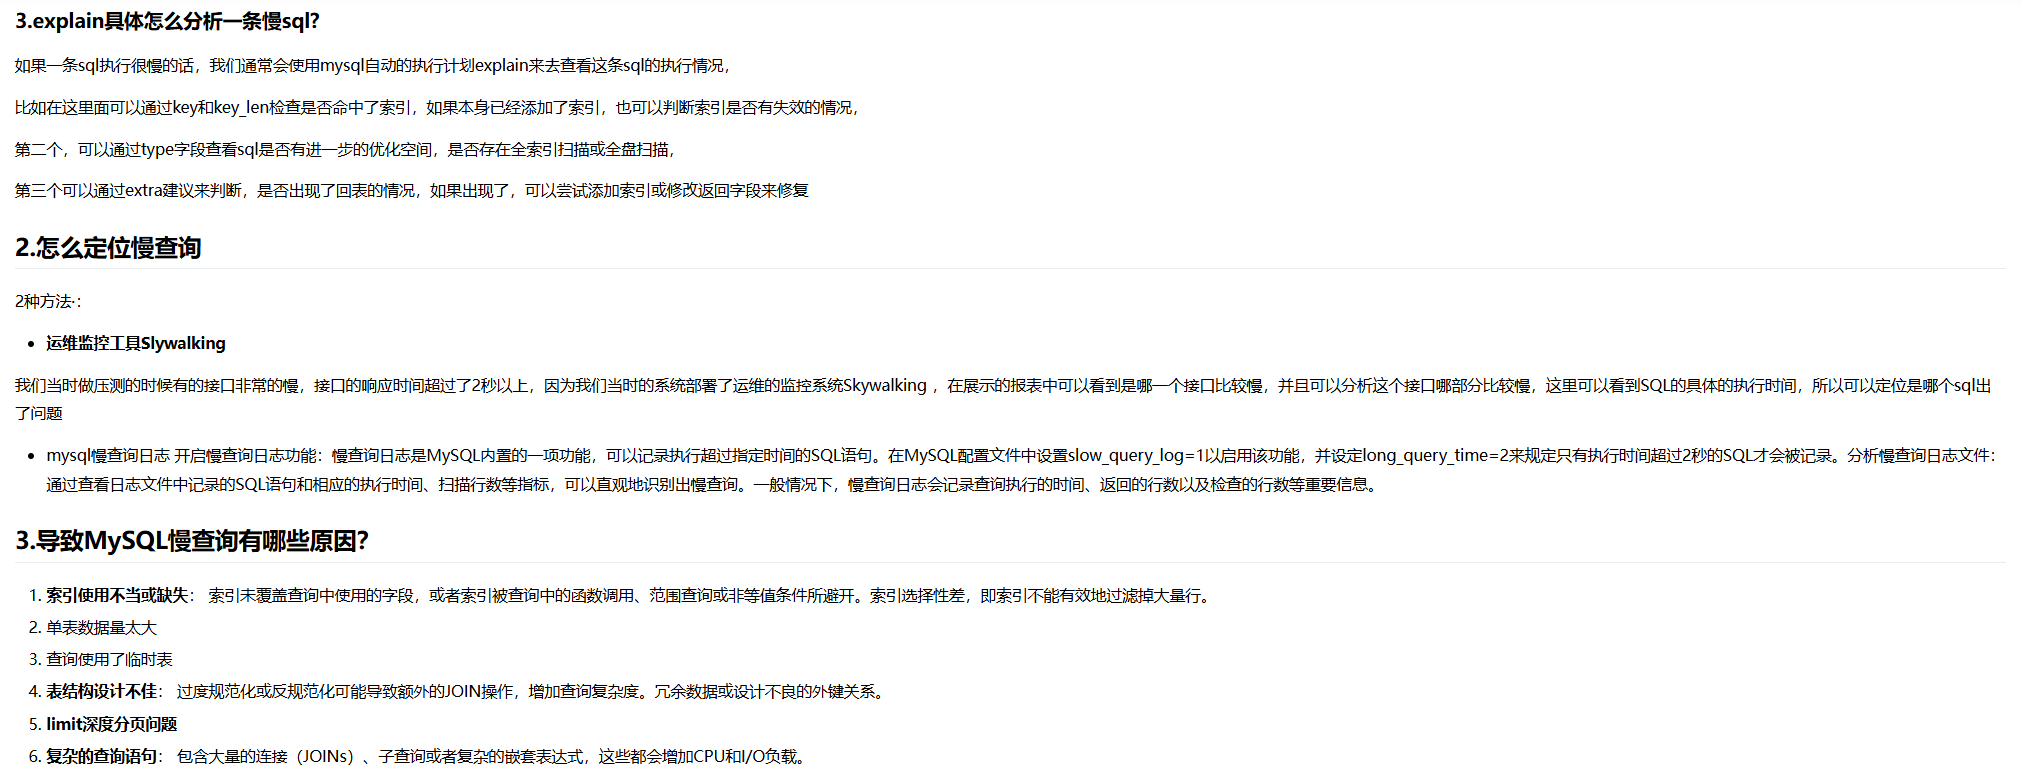 3.explain具体怎么分析一条慢sql?
如果一条sql执行很慢的话，我们通常会使用mysql自动的执行计划explain来去查看这条sql的执行情况，
比如在这里面可以通过key和key_len检查是否命中了索引，如果本身已经添加了索引，也可以判断索引是否有失效的情况，
第二个，可以通过type字段查看sql是否有进一步的优化空间，是否存在全索引扫描或全盘扫描，
第三个可以通过extra建议来判断，是否出现了回表的情况，如果出现了，可以尝试添加索引或修改返回字段来修复
2.怎么定位慢查询
2种方法·：
• 运维监控工具Slywalking
我们当时做压测的时候有的接口非常的慢，接口的响应时间超过了2秒以上，因为我们当时的系统部署了运维的监控系统Skywalking ，在展示的报表中可以看到是哪一个接口比较慢，并且可以分析这个接口哪部分比较慢，这里可以看到SQL的具体的执行时间，所以可以定位是哪个sql出
了问题
• mysql慢查询日志 开启慢查询日志功能：慢查询日志是MySQL内置的一项功能，可以记录执行超过指定时间的SQL语句。在MySQL配置文件中设置slow_query_log=1以启用该功能，并设定long_query_time=2来规定只有执行时间超过2秒的SQL才会被记录。分析慢查询日志文件：
通过查看日志文件中记录的SQL语句和相应的执行时间、扫描行数等指标，可以直观地识别出慢查询。一般情况下，慢查询日志会记录查询执行的时间、返回的行数以及检查的行数等重要信息。
3.导致MySQL慢查询有哪些原因？
1. 索引使用不当或缺失： 索引未覆盖查询中使用的字段，或者索引被查询中的函数调用、范围查询或非等值条件所避开。索引选择性差，即索引不能有效地过滤掉大量行。
2. 单表数据量太大
3. 查询使用了临时表
4. 表结构设计不佳： 过度规范化或反规范化可能导致额外的JOIN操作，增加查询复杂度。冗余数据或设计不良的外键关系。
5. limit深度分页问题
6. 复杂的查询语句： 包含大量的连接（JOINs）、子查询或者复杂的嵌套表达式，这些都会增加CPU和I/O负载。